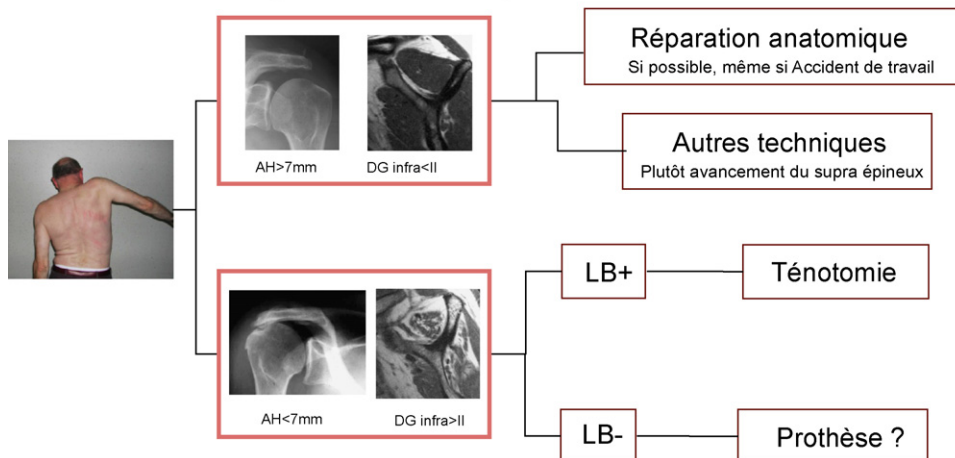 Réparation anatomique
Si possible, même si Accident de travail
AH>7mm
DG infra<II
Autres techniques
Plutôt avancement du supra épineux
LB+
Ténotomie
AH<7mm
DG infra>II
LB-
Prothèse ?